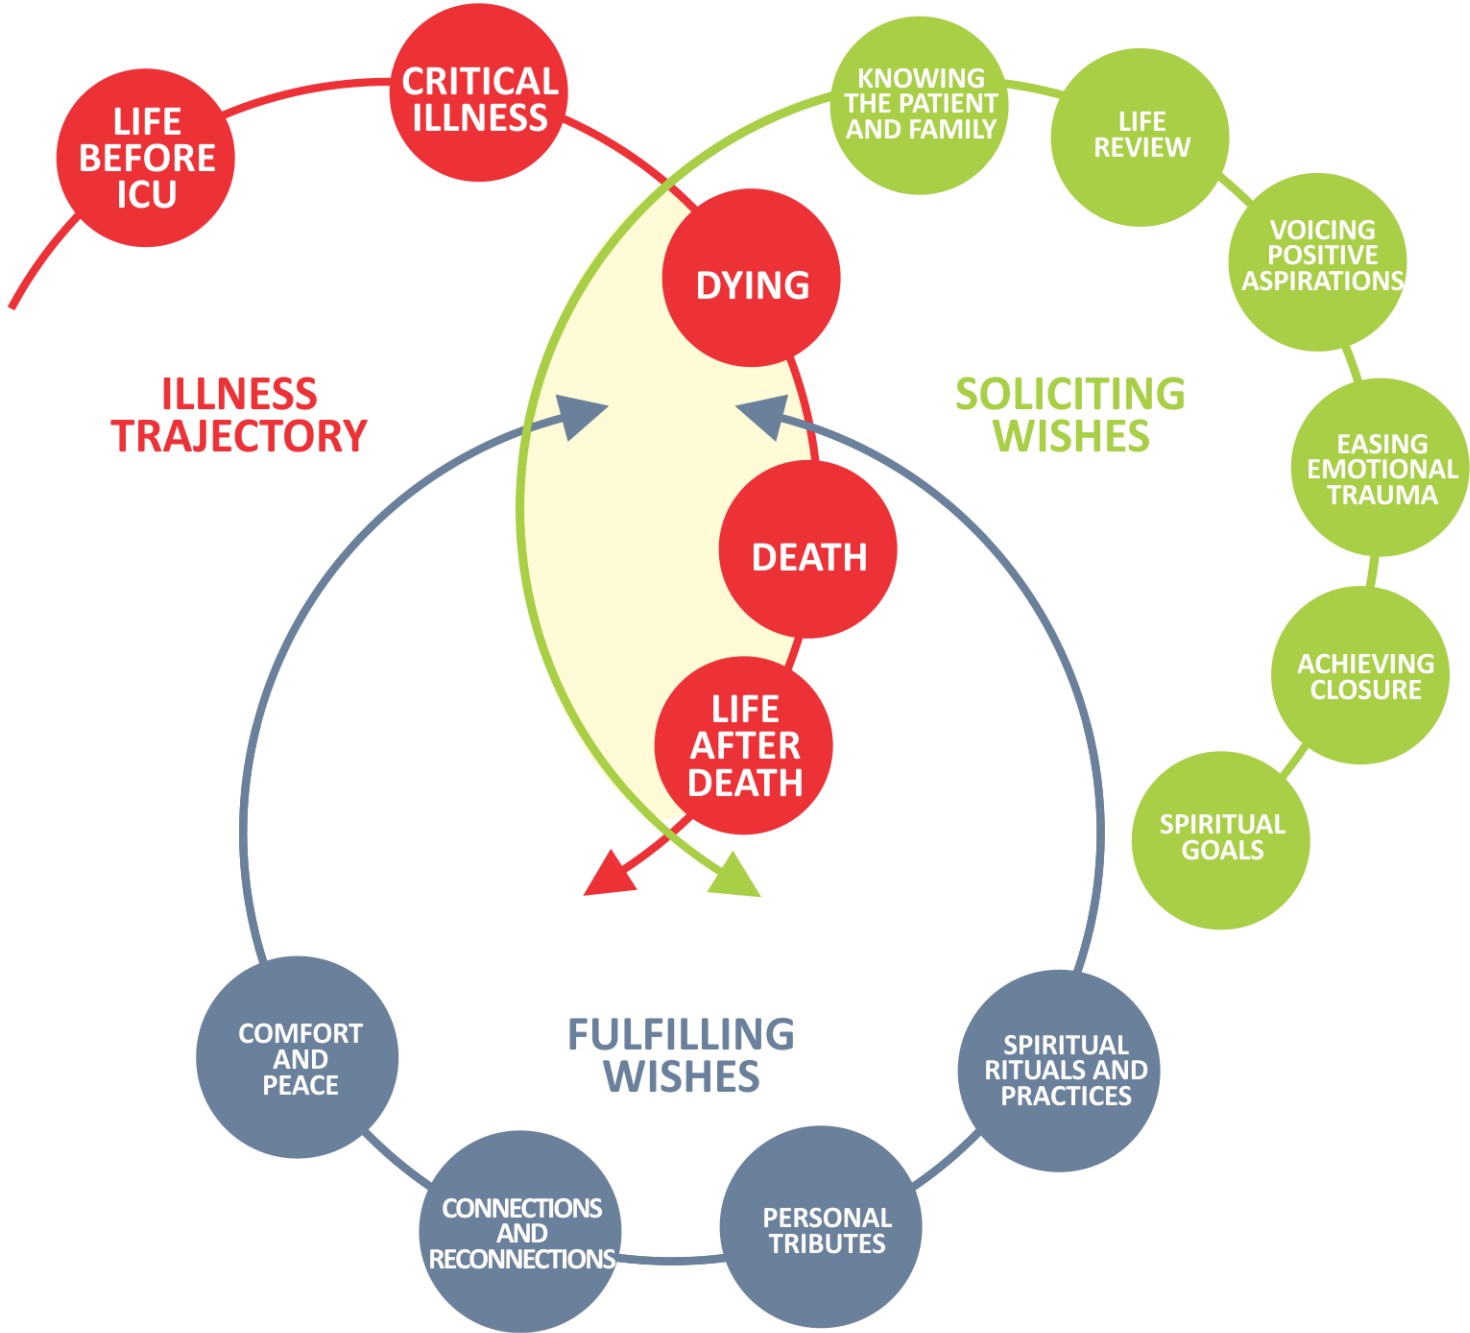 LIFE
BEFORE
ICU
CRITICAL
ILLNESS
DYING
DEATH
LIFE
AFTER
DEATH
ILLNESS
TRAJECTORY
KNOWING
THE PATIENT
AND FAMILY
LIFE
REVIEW
VOICING
POSITIVE
ASPIRATIONS
EASING
EMOTIONAL
TRAUMA
ACHIEVING
CLOSURE
SPIRITUAL
GOALS
SOLICITING
WISHES
FULFILLING
WISHES
COMFORT
AND
PEACE
CONNECTIONS
AND
RECONNECTIONS
PERSONAL
TRIBUTES
SPIRITUAL
RITUALS AND
PRACTICES